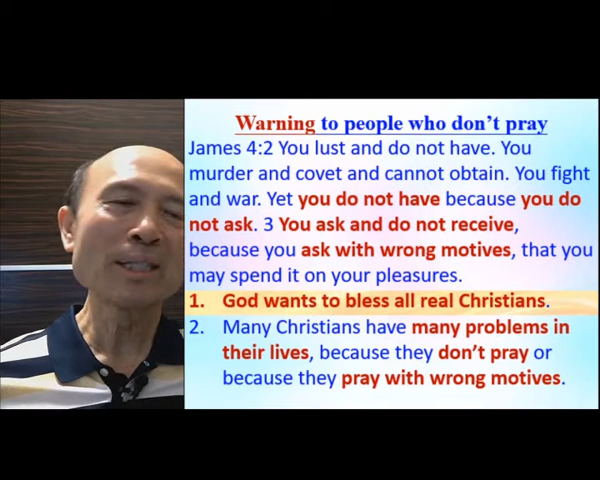 Warning to people who don't pray
James 4:2 You lust and do not have. You
murder and covet and cannot obtain. You fight
and war. Yet you do not have because you do
not ask. 3 You ask and do not receive,
because you ask with wrong motives, that you
may spend it on your pleasures.
1. God wants to bless all real Christians.
2. Many Christians have many problems in
their lives, because they don't pray or
because they pray with wrong motives.